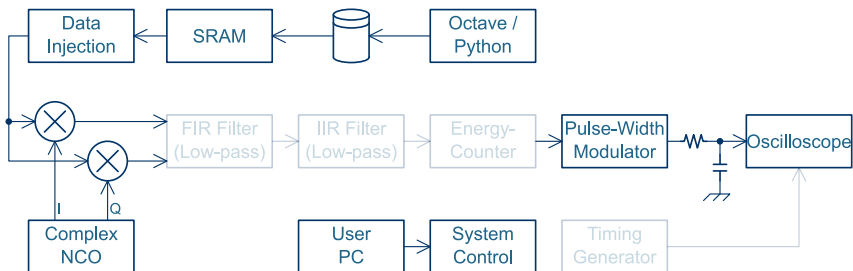 Data
Injection
SRAM
Octave /
Python
FIR Filter
(Low-pass)
IIR Filter
(Low-pass)
Energy-
Counter
Pulse-Width
Modulator
Oscilloscope
I
Q
Complex
NCO
User
PC
System
Control
Timing
Generator